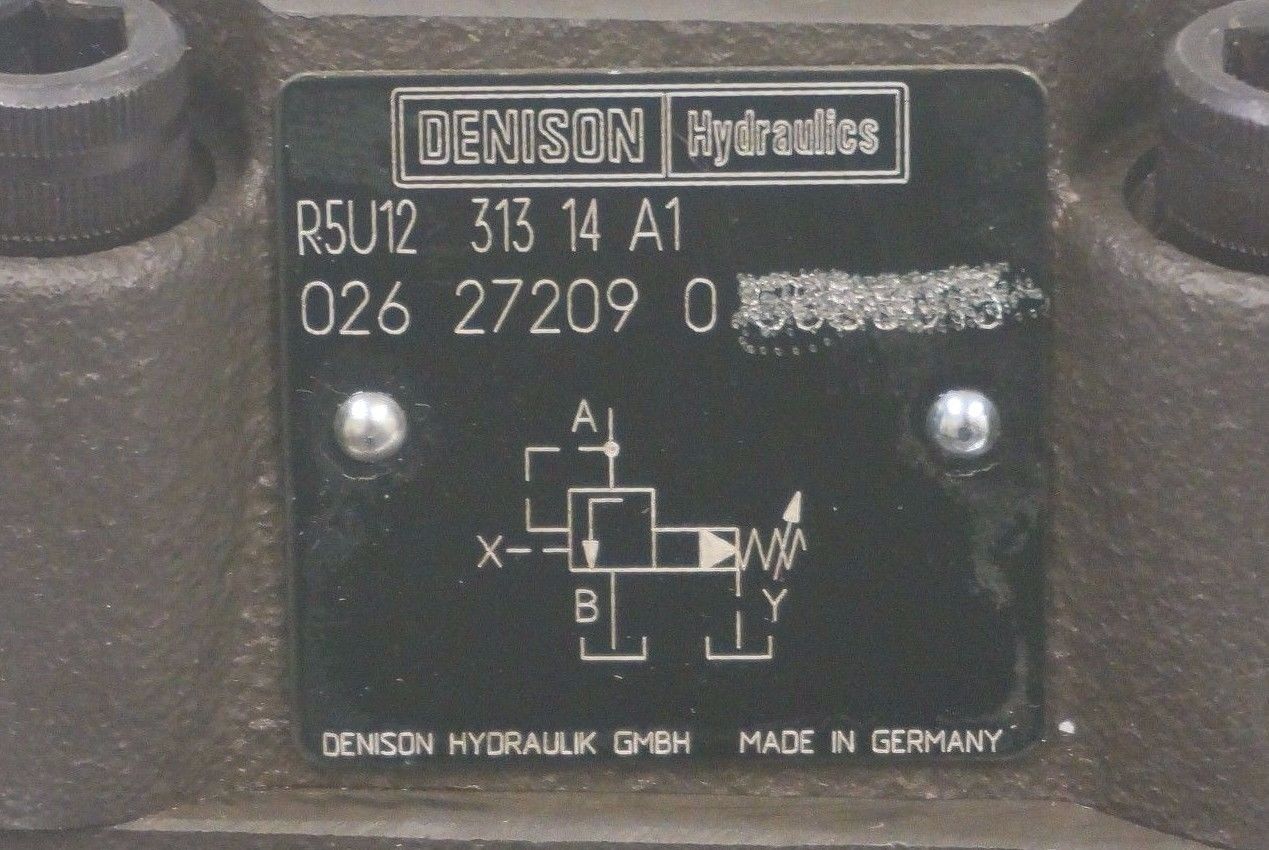 DENISON Hydraulics
R5U12 313 14 A1
026 27209 0
A
X
B Y
DENISON HYDRAULIK GMBH MADE IN GERMANY